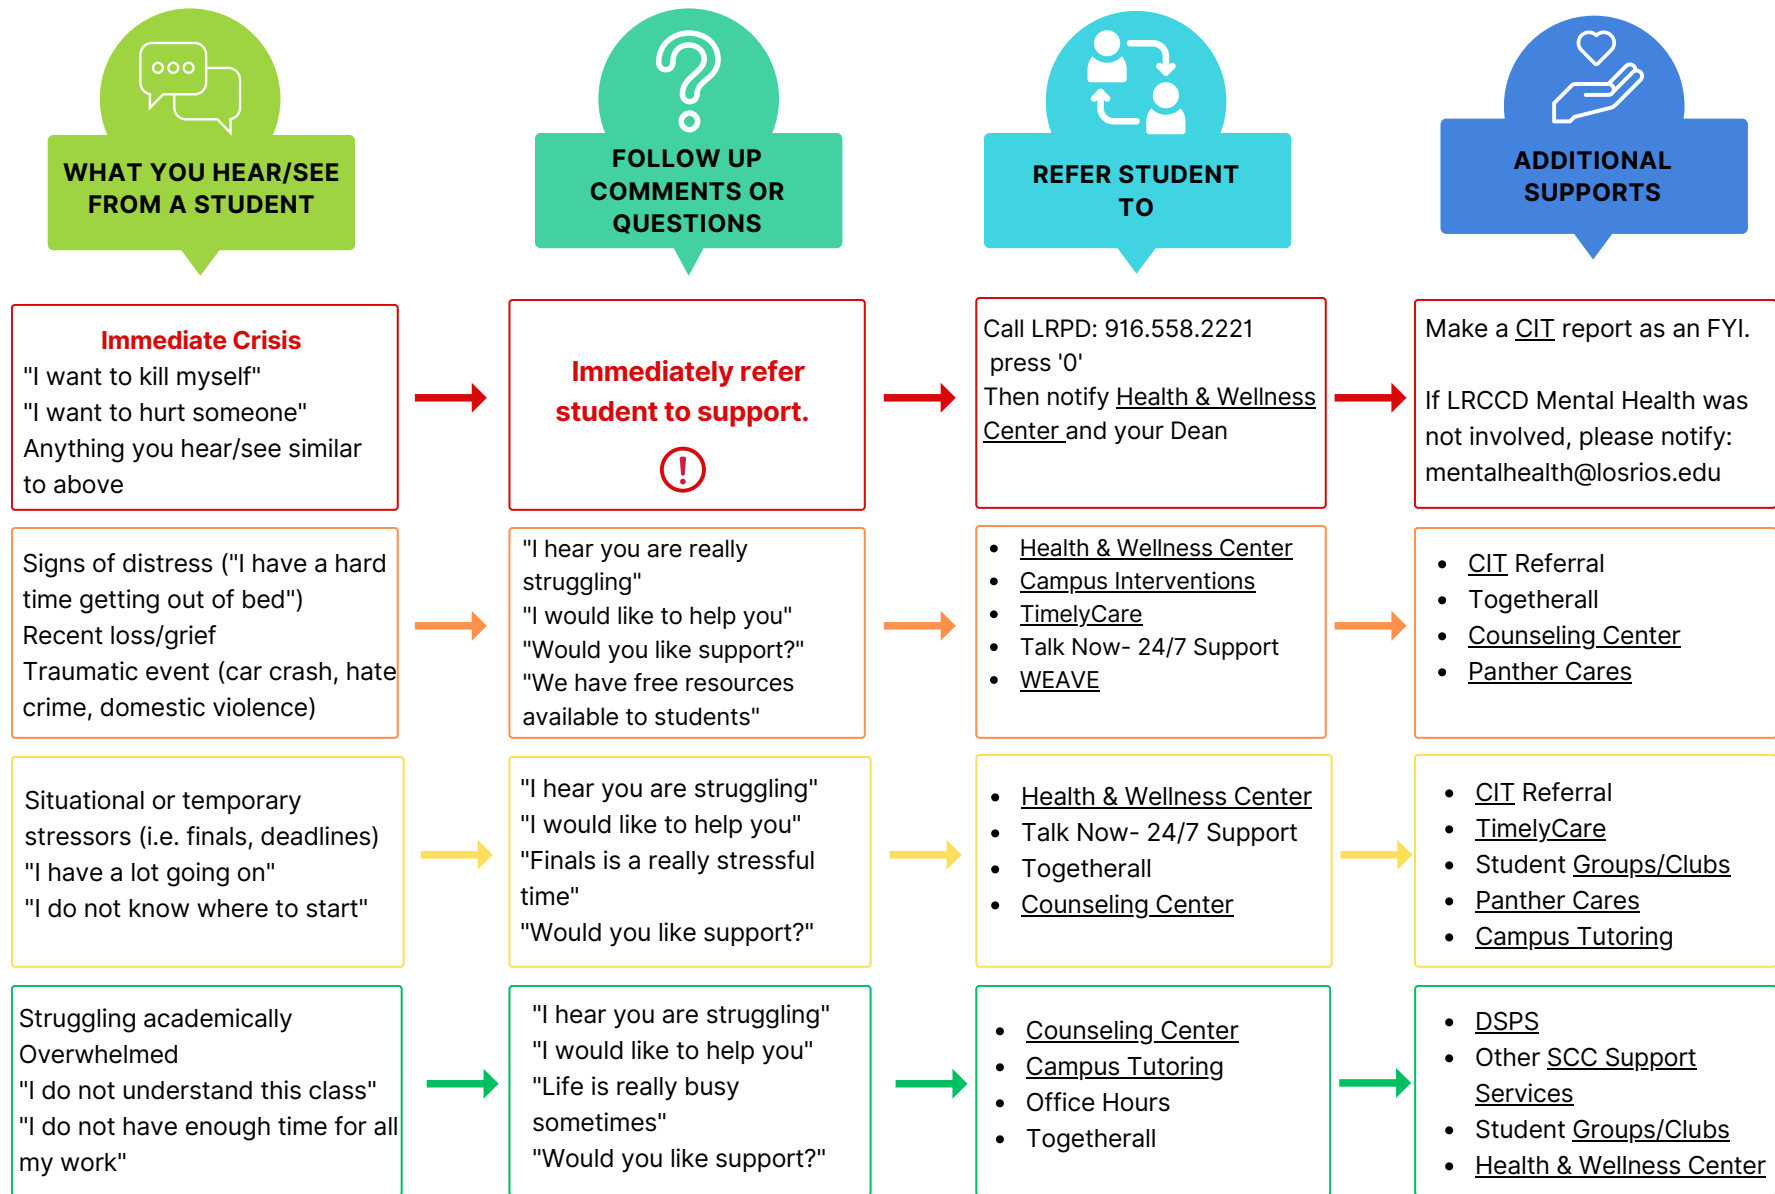 WHAT YOU HEAR/SEE
FROM A STUDENT
FOLLOW UP
COMMENTS OR
QUESTIONS
REFER STUDENT
TO
ADDITIONAL
SUPPORTS
Immediate Crisis
"I want to kill myself"
"I want to hurt someone"
Anything you hear/see similar
to above
Immediately refer
student to support.
!
Call LRPD: 916.558.2221
press '0'
Then notify Health & Wellness
Center and your Dean
Make a CIT report as an FYI.
If LRCCD Mental Health was
not involved, please notify:
mentalhealth@losrios.edu
Signs of distress ("I have a hard
time getting out of bed")
Recent loss/grief
Traumatic event (car crash, hate
crime, domestic violence)
"I hear you are really
struggling"
"I would like to help you"
"Would you like support?"
"We have free resources
available to students"
• Health & Wellness Center
• Campus Interventions
• TimelyCare
• Talk Now- 24/7 Support
• WEAVE
• CIT Referral
• Togetherall
• Counseling Center
• Panther Cares
Situational or temporary
stressors (i.e. finals, deadlines)
"I have a lot going on"
"I do not know where to start"
"I hear you are struggling"
"I would like to help you"
"Finals is a really stressful
time"
"Would you like support?"
• Health & Wellness Center
• Talk Now- 24/7 Support
• Togetherall
• Counseling Center
• CIT Referral
• TimelyCare
• Student Groups/Clubs
• Panther Cares
• Campus Tutoring
Struggling academically
Overwhelmed
"I do not understand this class"
"I do not have enough time for all
my work"
"I hear you are struggling"
"I would like to help you"
"Life is really busy
sometimes"
"Would you like support?"
• Counseling Center
• Campus Tutoring
• Office Hours
• Togetherall
• DSPS
• Other SCC Support
Services
• Student Groups/Clubs
• Health & Wellness Center